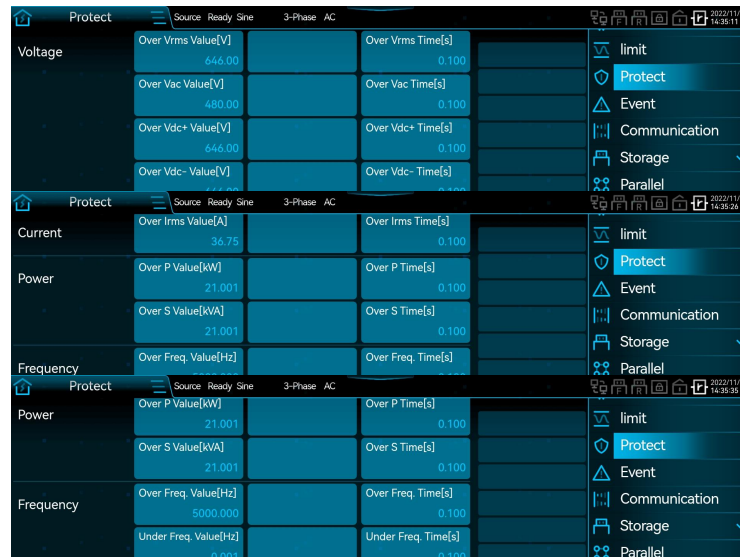 Protect Source Ready Sine 3-Phase AC 2022/11/
14:35:11
Voltage
Over Vrms Value[V] Over Vrms Time[s]
646.00 0.100
limit
Over Vac Value[V] Over Vac Time[s]
480.00 0.100
Protect
Event
Over Vdc+ Value[V] Over Vdc+ Time[s]
646.00 0.100
Communication
Storage
Over Vdc- Value[V] Over Vdc- Time[s]
Parallel
Protect Source Ready Sine 3-Phase AC 2022/11/
14:35:26
Current
Over Irms Value[A] Over Irms Time[s]
36.75 0.100
limit
Power
Over P Value[kW] Over P Time[s]
21.001 0.100
Protect
Event
Over S Value[kVA] Over S Time[s]
21.001 0.100
Communication
Storage
Frequency
Over Freq. Value[Hz] Over Freq. Time[s]
Parallel
Protect Source Ready Sine 3-Phase AC 2022/11/
14:35:35
Power
Over P Value[kW] Over P Time[s]
21.001 0.100
limit
Over S Value[kVA] Over S Time[s]
21.001 0.100
Protect
Event
Frequency
Over Freq. Value[Hz] Over Freq. Time[s]
5000.000 0.100
Communication
Storage
Under Freq. Value[Hz] Under Freq. Time[s]
Parallel